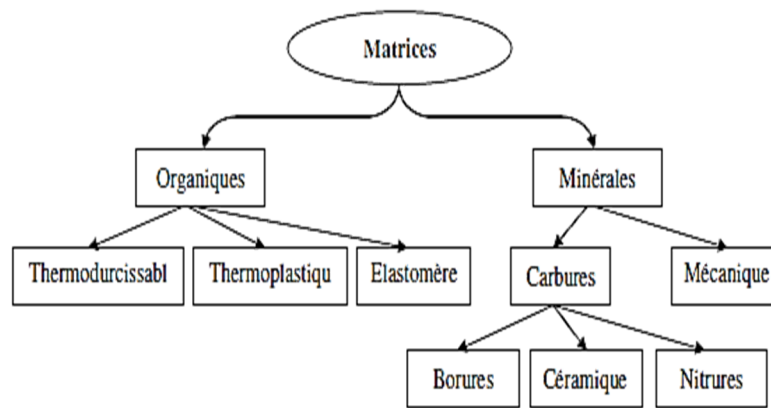 Matrices
Organiques
Minérales
Thermodurcissabl
Thermoplastiqu
Elastomère
Carbures
Mécanique
Borures
Céramique
Nitrures